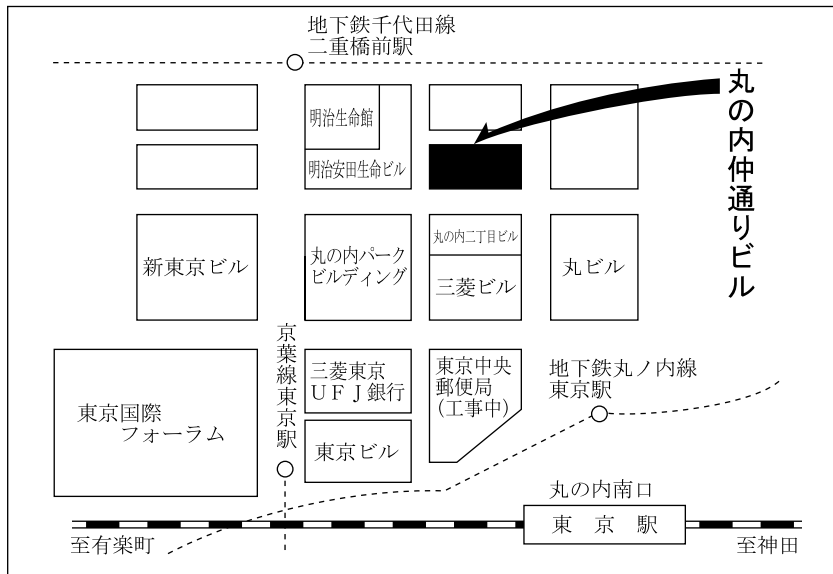 地下鉄千代田線
二重橋前駅
明治生命館
明治安田生命ビル
丸の内仲通りビル
新東京ビル
丸の内パーク
ビルディング
丸の内二丁目ビル
三菱ビル
丸ビル
東京国際
フォーラム
京葉線東京駅
三菱東京
ＵＦＪ銀行
東京ビル
東京中央
郵便局
(工事中)
地下鉄丸ノ内線
東京駅
丸の内南口
東京駅
至有楽町
至神田